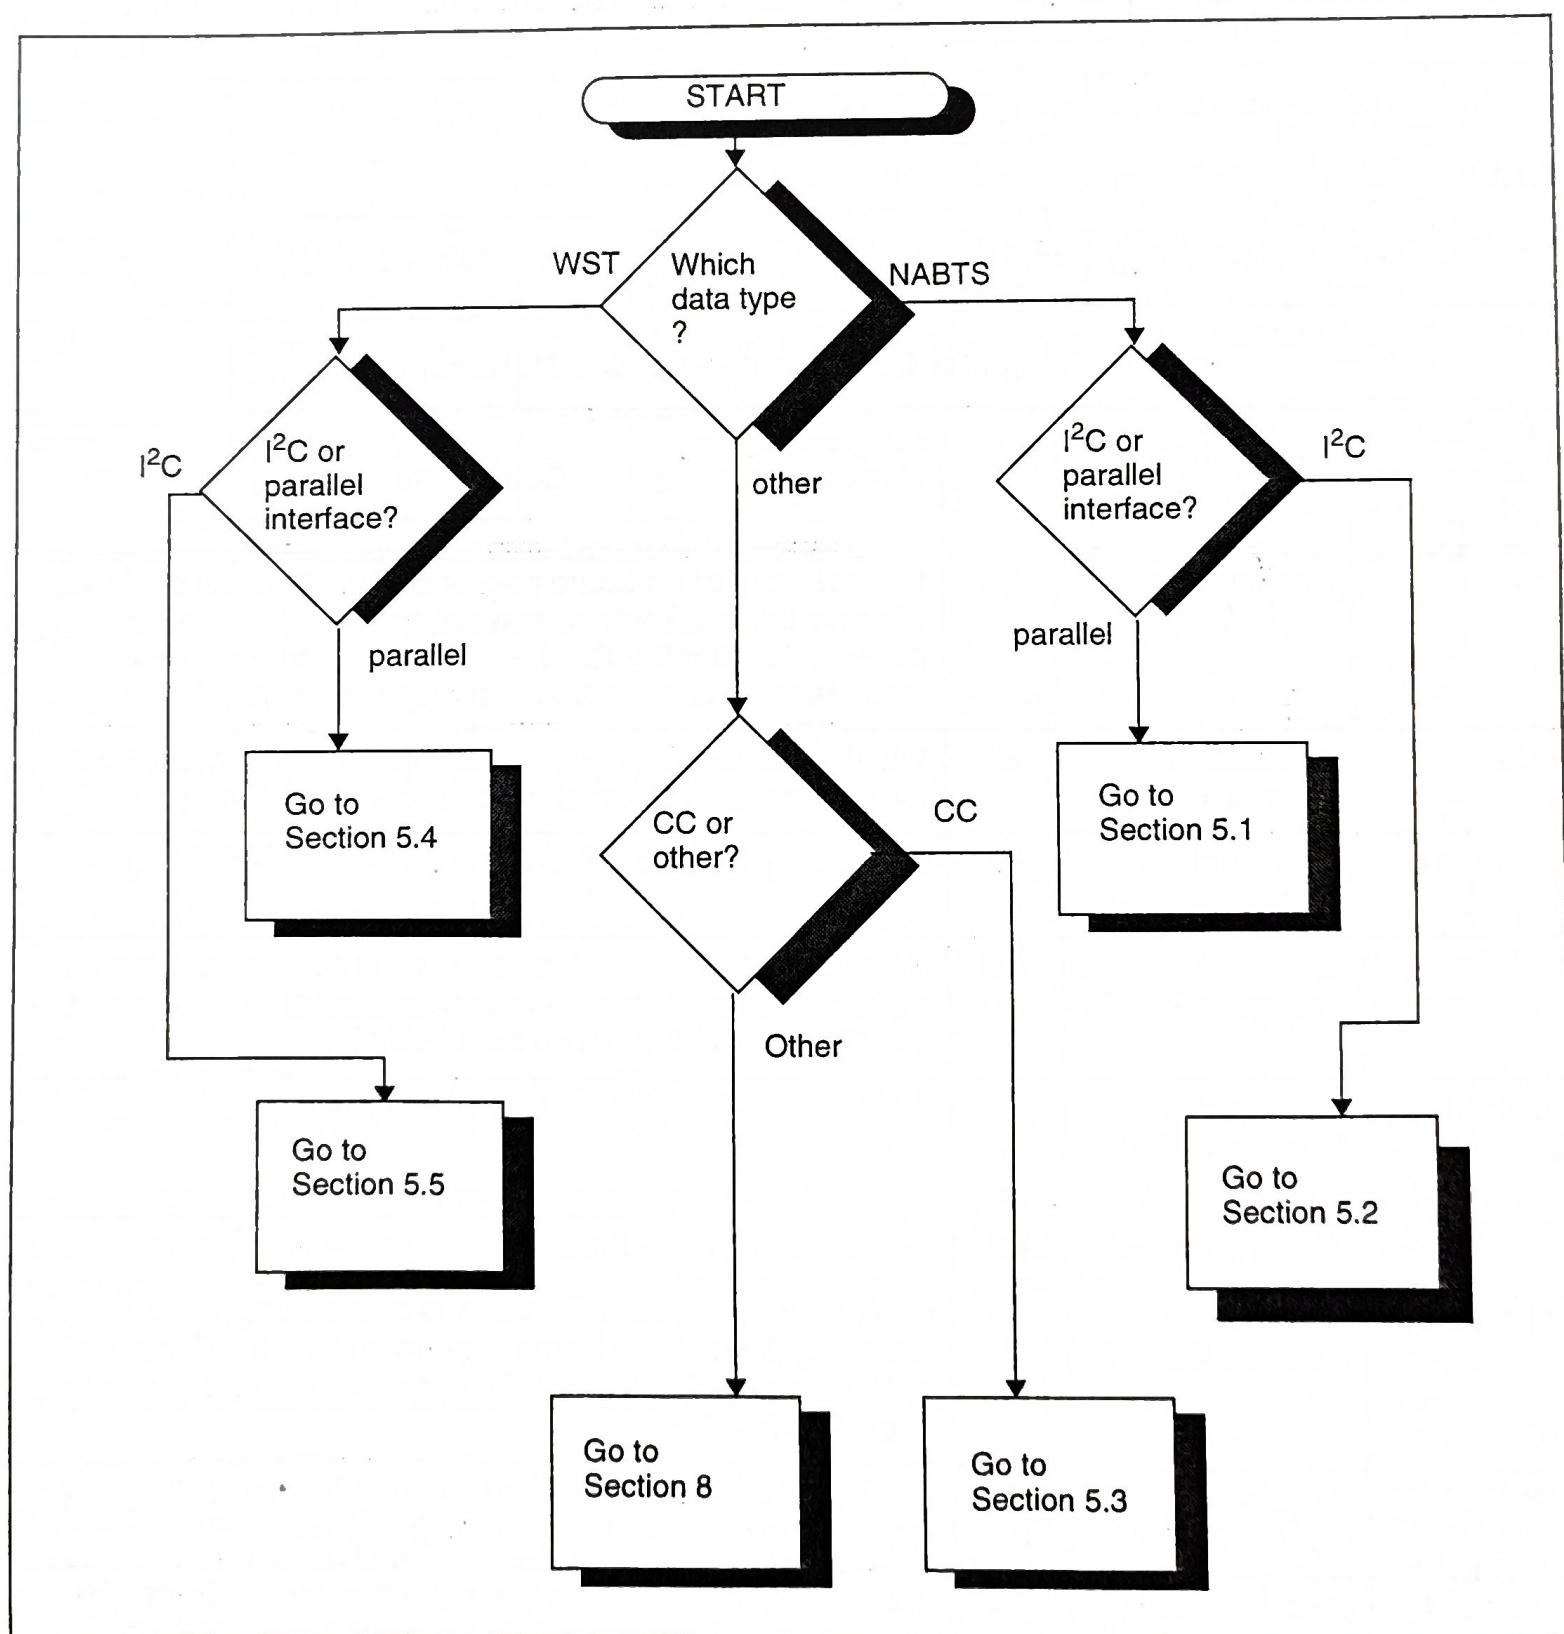 START
Which
data type
?
WST
NABTS
other
I²C or
parallel
interface?
I²C
parallel
I²C or
parallel
interface?
I²C
parallel
Go to
Section 5.4
CC or
other?
CC
Other
Go to
Section 5.1
Go to
Section 5.5
Go to
Section 5.2
Go to
Section 8
Go to
Section 5.3